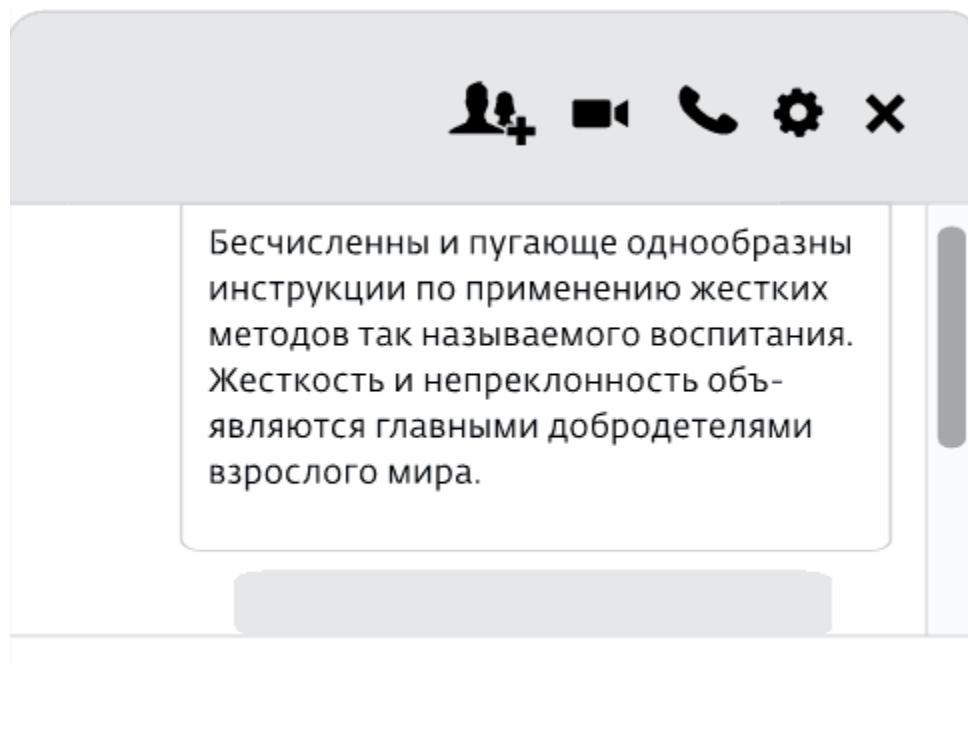 Бесчисленны и пугающе однообразны
инструкции по применению жестких
методов так называемого воспитания.
Жесткость и непреклонность объ-
являются главными добродетелями
взрослого мира.